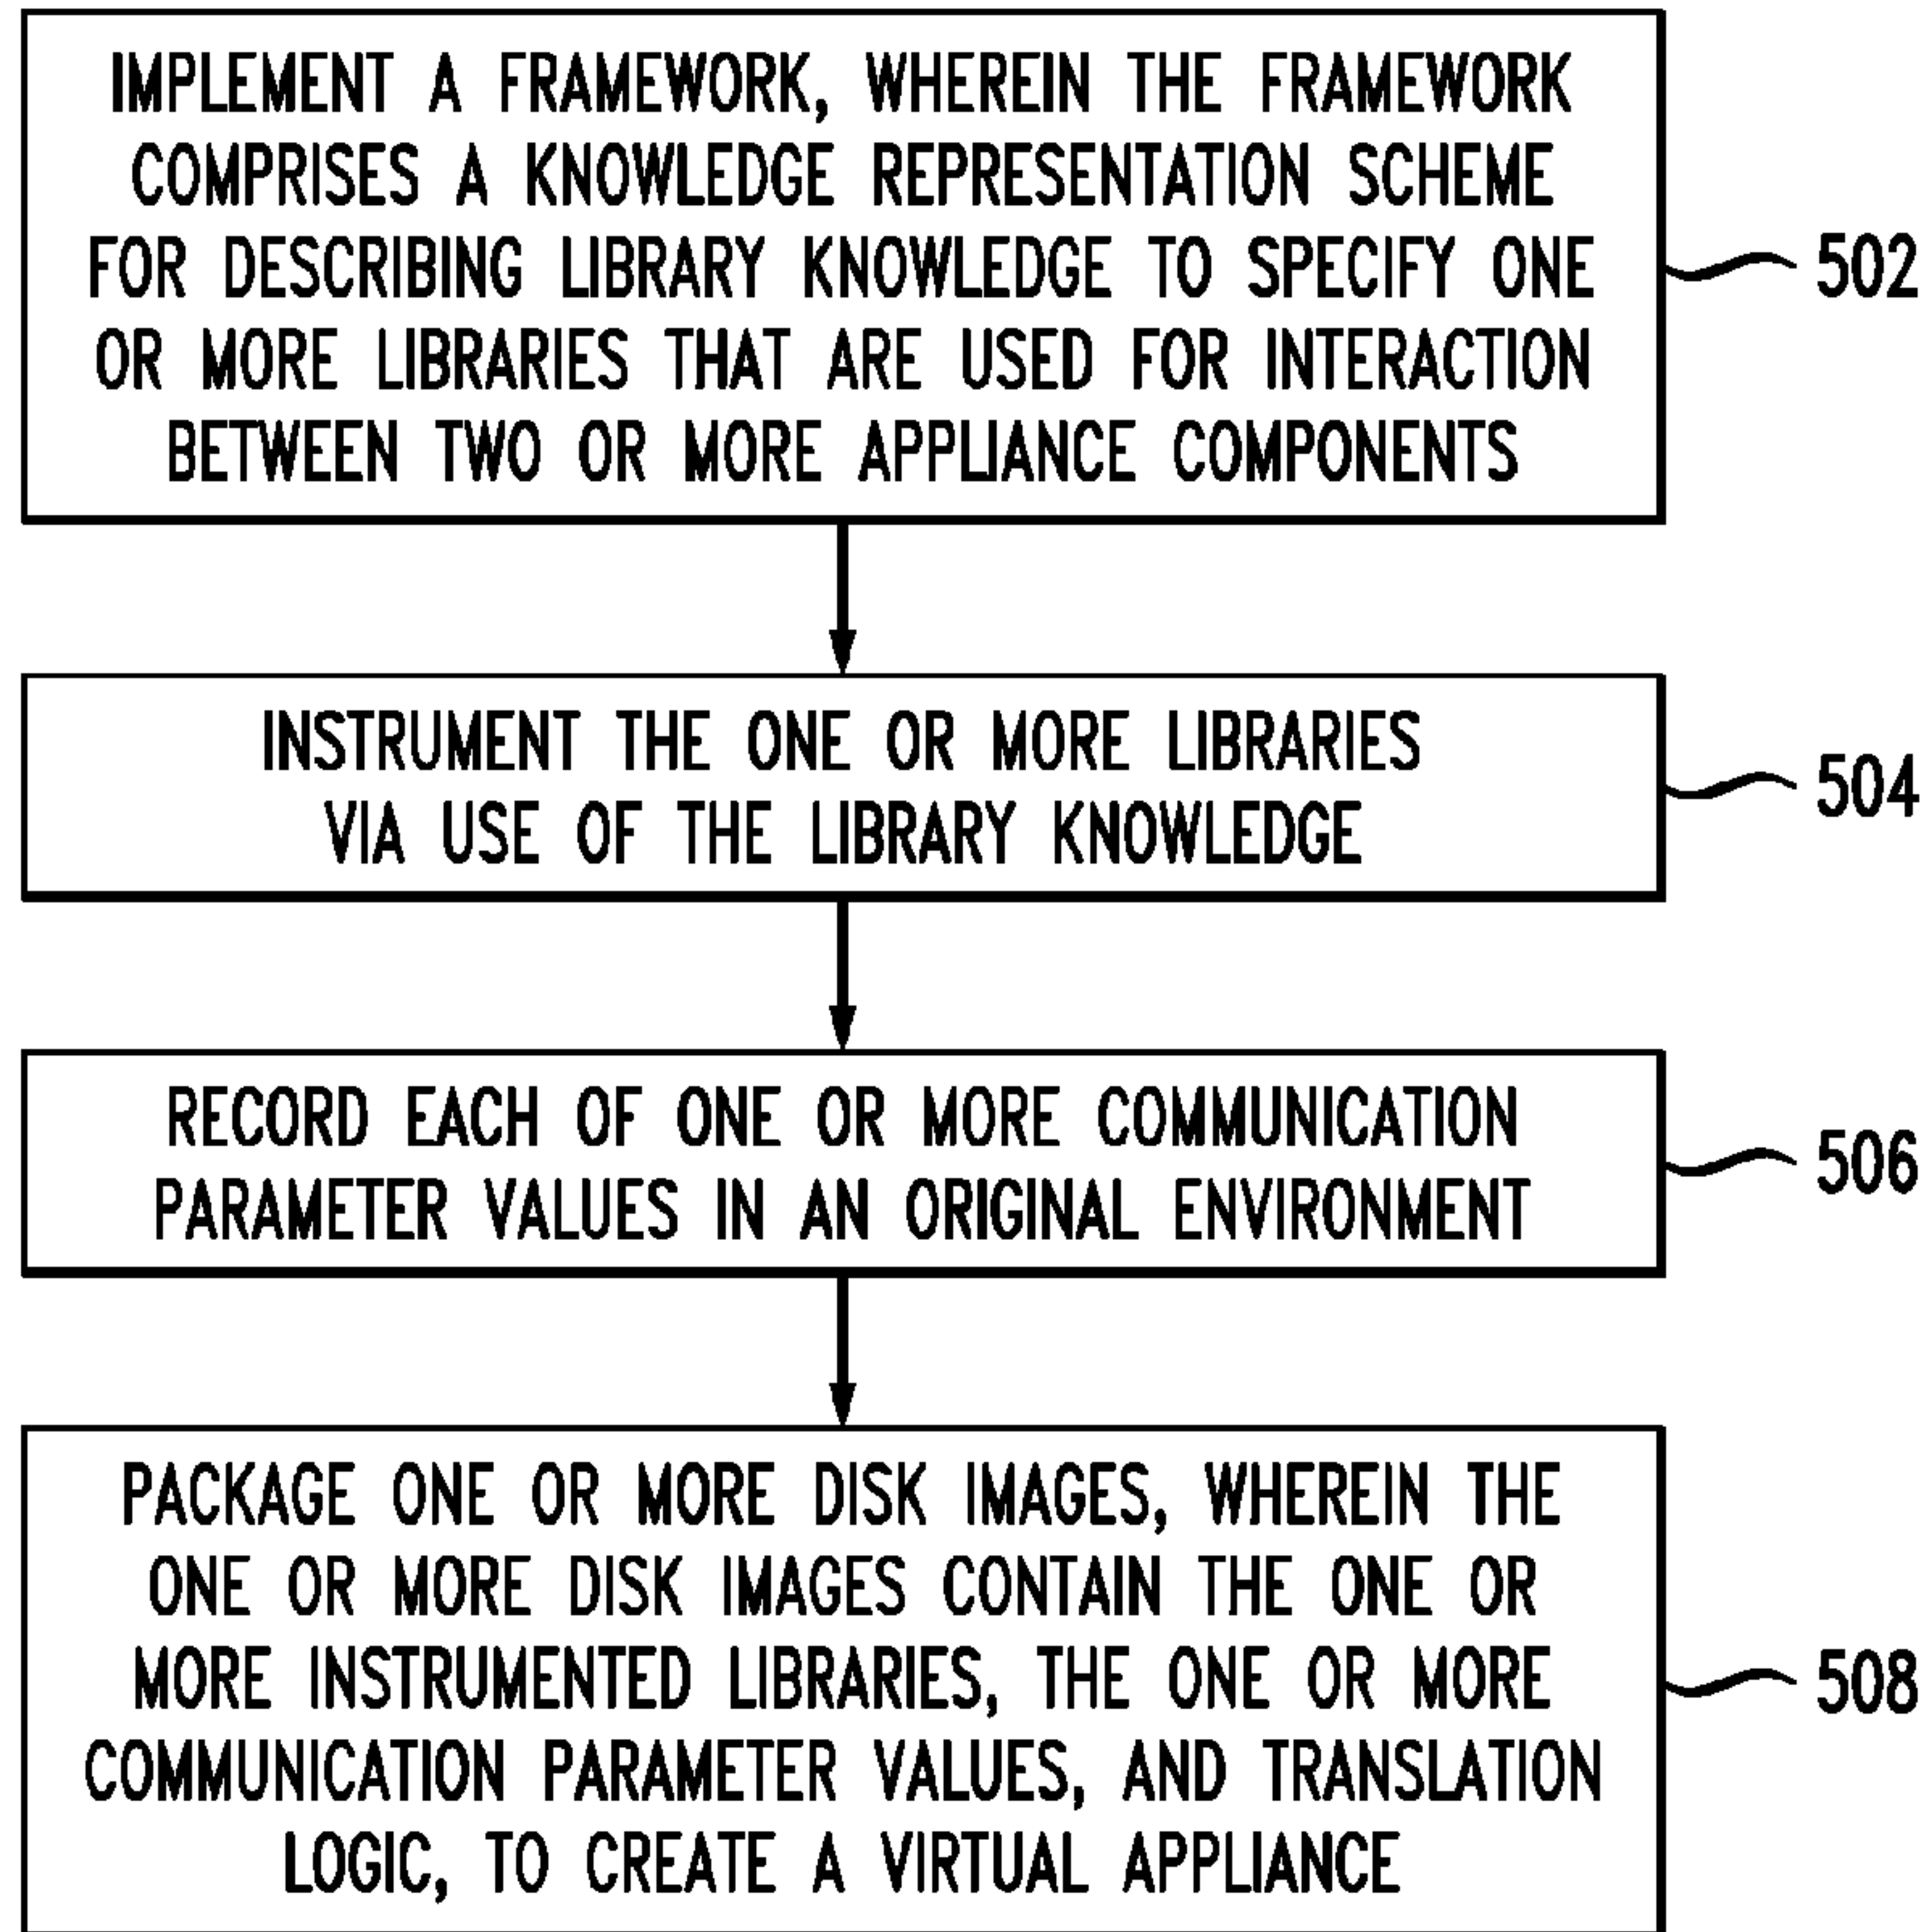 IMPLEMENT A FRAMEWORK, WHEREIN THE FRAMEWORK
COMPRISES A KNOWLEDGE REPRESENTATION SCHEME
FOR DESCRIBING LIBRARY KNOWLEDGE TO SPECIFY ONE
OR MORE LIBRARIES THAT ARE USED FOR INTERACTION
BETWEEN TWO OR MORE APPLIANCE COMPONENTS
502
INSTRUMENT THE ONE OR MORE LIBRARIES
VIA USE OF THE LIBRARY KNOWLEDGE
504
RECORD EACH OF ONE OR MORE COMMUNICATION
PARAMETER VALUES IN AN ORIGINAL ENVIRONMENT
506
PACKAGE ONE OR MORE DISK IMAGES, WHEREIN THE
ONE OR MORE DISK IMAGES CONTAIN THE ONE OR
MORE INSTRUMENTED LIBRARIES, THE ONE OR MORE
COMMUNICATION PARAMETER VALUES, AND TRANSLATION
LOGIC, TO CREATE A VIRTUAL APPLIANCE
508